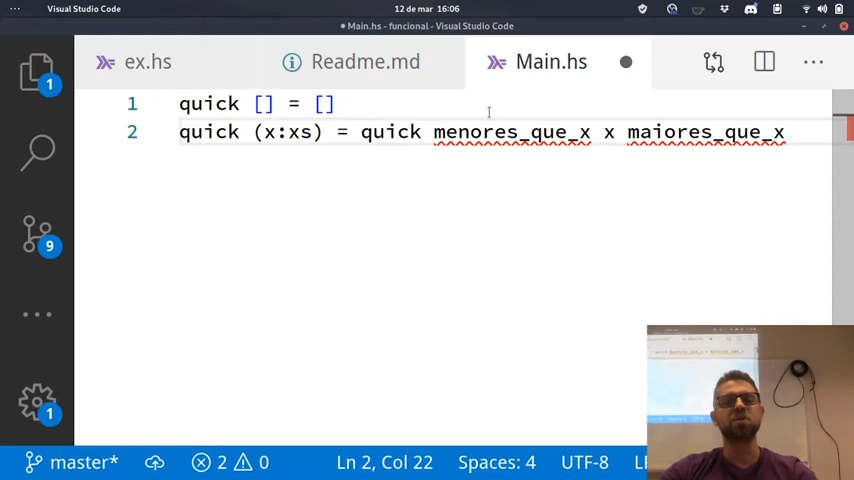 Visual Studio Code
12 de mar 16:06
Main.hs - funcional - Visual Studio Code
ex.hs
Readme.md
Main.hs
1 quick [] = []
2 quick (x:xs) = quick menores_que_x x maiores_que_x
1
9
1
master*
2
0
Ln 2, Col 22
Spaces: 4
UTF-8